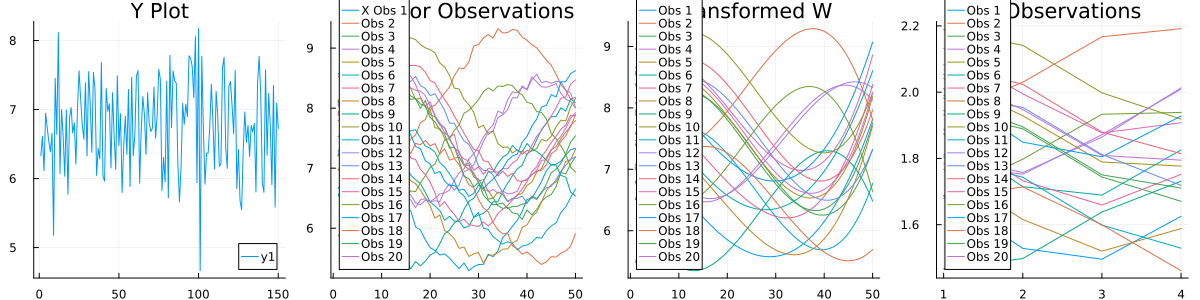 Y Plot
8
7
6
5
0
50
100
150
y1
or Observations
9
8
7
6
0
10
20
30
40
50
X Obs 1
Obs 2
Obs 3
Obs 4
Obs 5
Obs 6
Obs 7
Obs 8
Obs 9
Obs 10
Obs 11
Obs 12
Obs 13
Obs 14
Obs 15
Obs 16
Obs 17
Obs 18
Obs 19
Obs 20
ansformed W
9
8
7
6
0
10
20
30
40
50
Obs 1
Obs 2
Obs 3
Obs 4
Obs 5
Obs 6
Obs 7
Obs 8
Obs 9
Obs 10
Obs 11
Obs 12
Obs 13
Obs 14
Obs 15
Obs 16
Obs 17
Obs 18
Obs 19
Obs 20
Observations
2.2
2.0
1.8
1.6
1
2
3
4
Obs 1
Obs 2
Obs 3
Obs 4
Obs 5
Obs 6
Obs 7
Obs 8
Obs 9
Obs 10
Obs 11
Obs 12
Obs 13
Obs 14
Obs 15
Obs 16
Obs 17
Obs 18
Obs 19
Obs 20